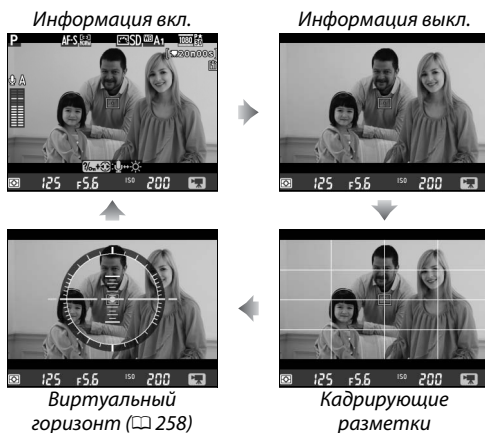 Информация вкл.
Информация выкл.
P AF-S NORM SD A1 1080
20m00s
A
125 F5.6 ISO 200
125 F5.6 ISO 200
125 F5.6 ISO 200
125 F5.6 ISO 200
Виртуальный
горизонт (258)
Кадрирующие
разметки